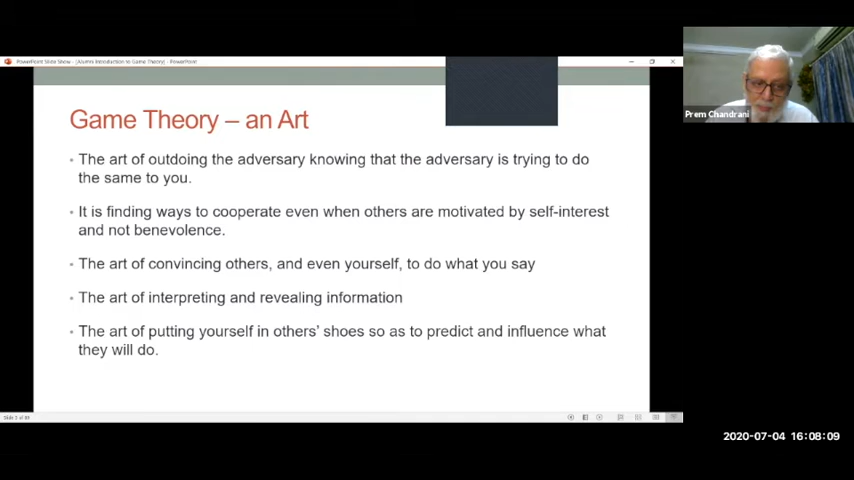 PowerPoint Slide Show - [Alumni Introduction to Game Theory] - PowerPoint
Game Theory – an Art
• The art of outdoing the adversary knowing that the adversary is trying to do
the same to you.
• It is finding ways to cooperate even when others are motivated by self-interest
and not benevolence.
• The art of convincing others, and even yourself, to do what you say
• The art of interpreting and revealing information
• The art of putting yourself in others' shoes so as to predict and influence what
they will do.
Prem Chandrani
2020-07-04 16:08:09